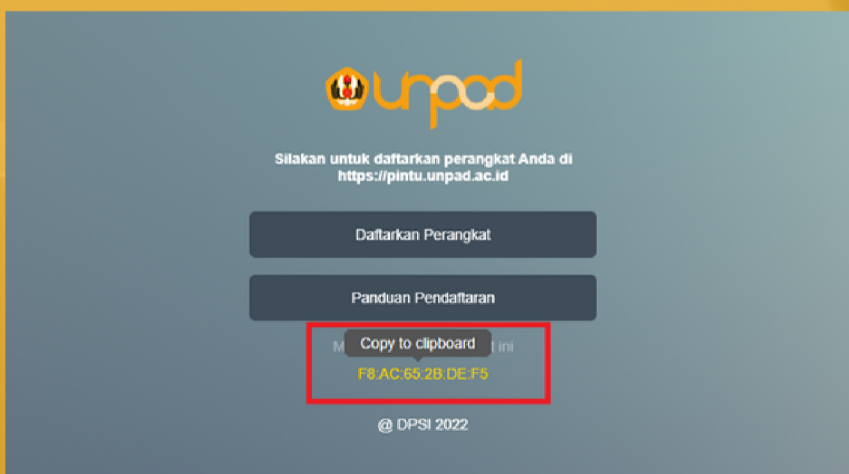 unpad
Silakan untuk daftarkan perangkat Anda di
https://pintu.unpad.ac.id
Daftarkan Perangkat
Panduan Pendaftaran
Copy to clipboard
ini
F8:AC:65:2B:DE:F5
@ DPSI 2022